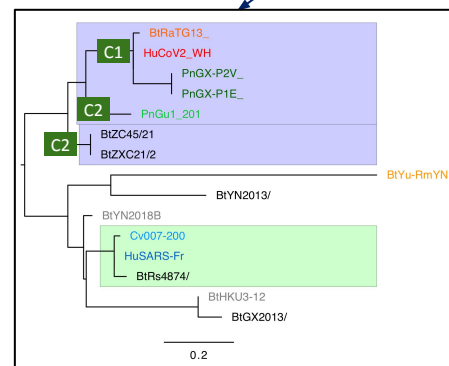 BtRaTG13_
C1
HuCoV2_WH
PnGX-P2V_
PnGX-P1E_
C2
PnGu1_201
BtZC45/21
C2
BtZXC21/2
BtYu-RmYN
BtYN2013/
BtYN2018B
Cv007-200
HuSARS-Fr
BtRs4874/
BtHKU3-12
BtGX2013/
0.2